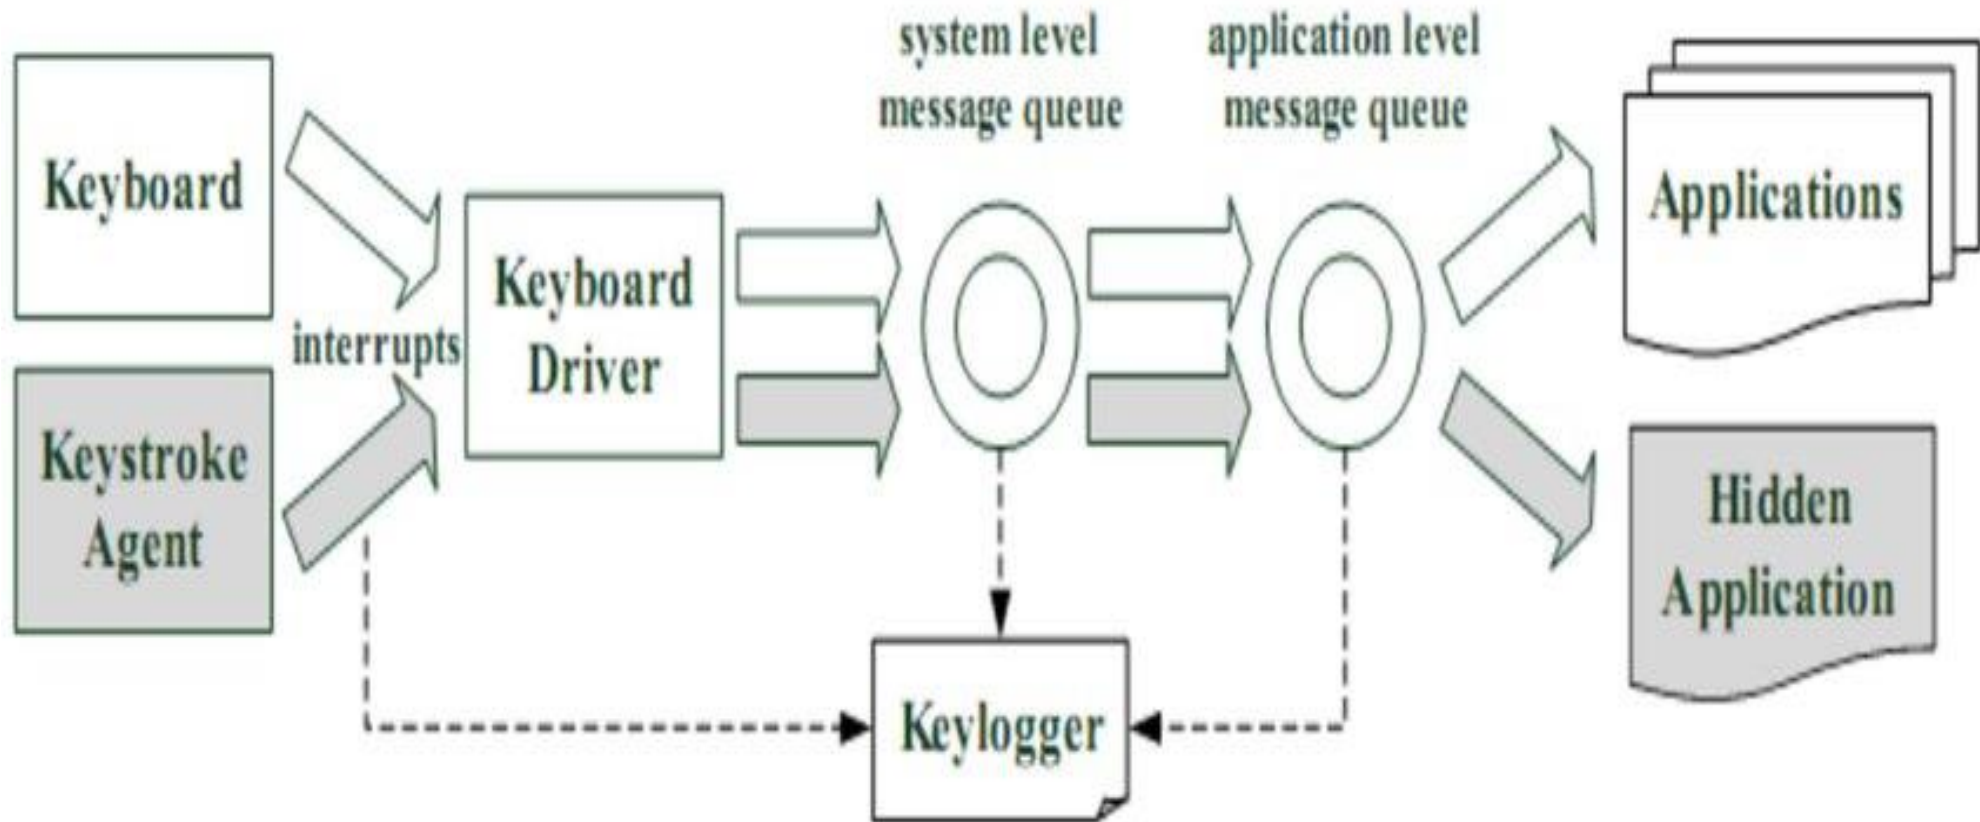 system level
message queue
application level
message queue
Keyboard
Applications
Keyboard
Driver
interrupts
Keystroke
Agent
Hidden
Application
Keylogger